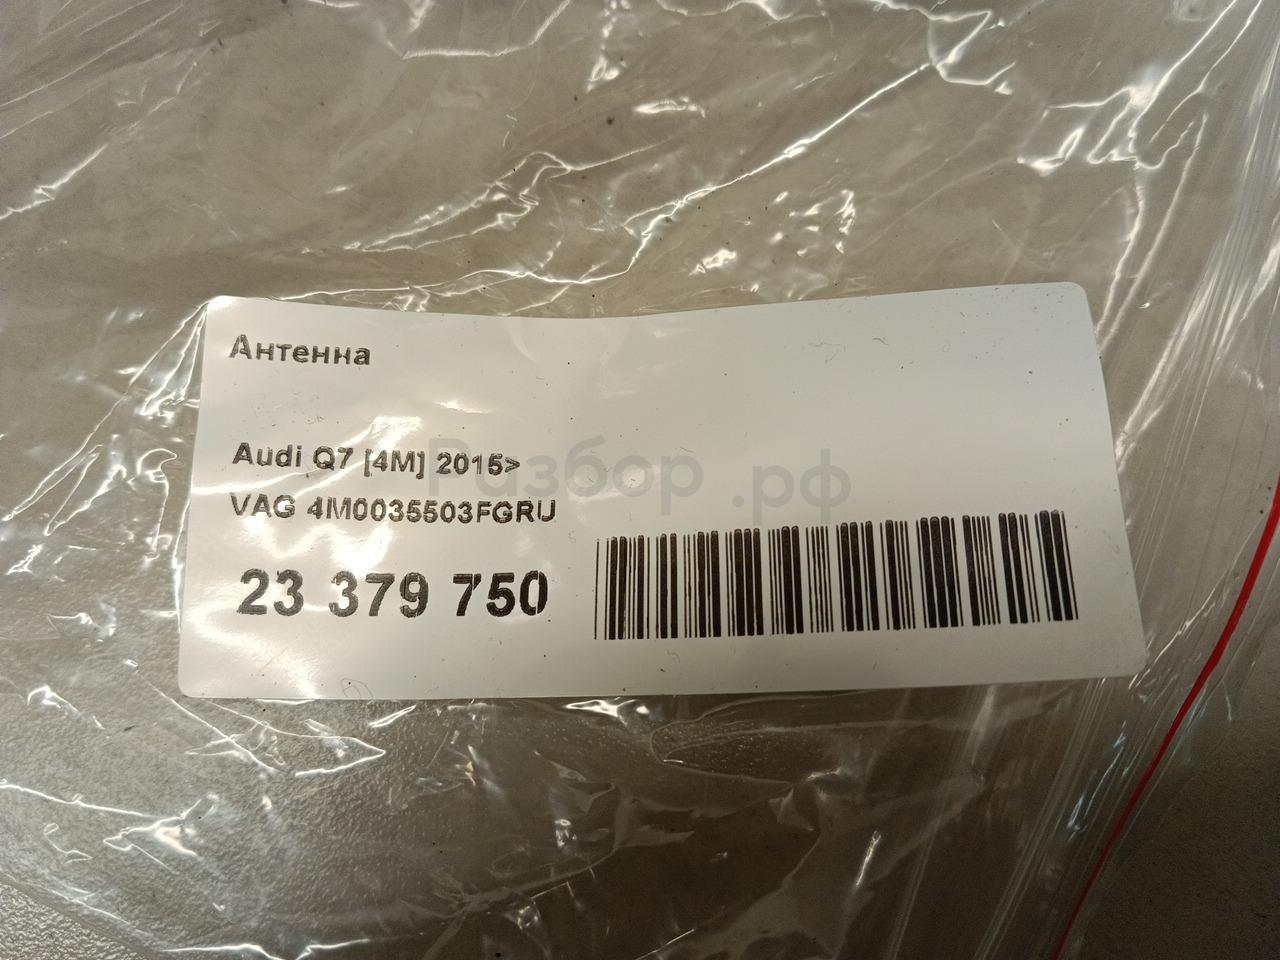 Антенна
Audi Q7 [4M] 2015>
Разбор.рф
VAG 4M0035503FGRU
23 379 750